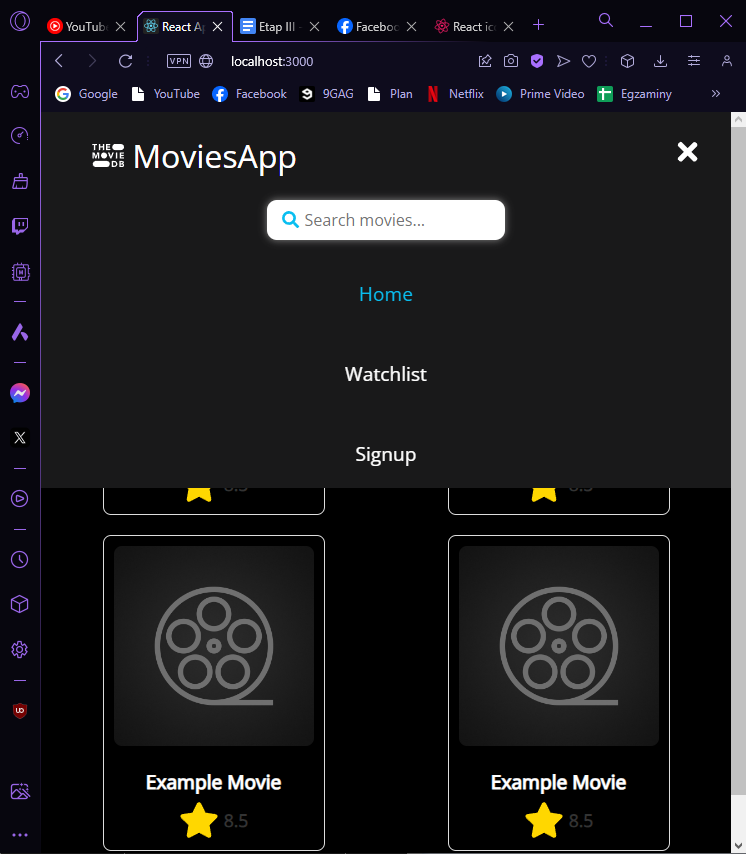 YouTube
React Ap
Etap III -
Faceboo
React ico
VPN
localhost:3000
Google
YouTube
Facebook
9GAG
Plan
Netflix
Prime Video
Egzaminy
THE
MOVIE
DB
MoviesApp
Search movies...
Home
Watchlist
Signup
8.5
8.5
Example Movie
Example Movie
8.5
8.5